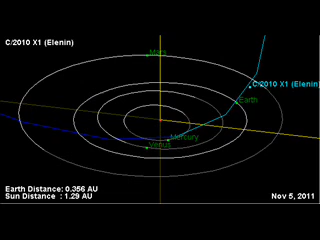 C/2010 X1 (Elenin)
Mars
C/2010 X1 (Elenin)
Earth
Mercury
Venus
Earth Distance: 0.356 AU
Sun Distance : 1.29 AU
Nov 5, 2011